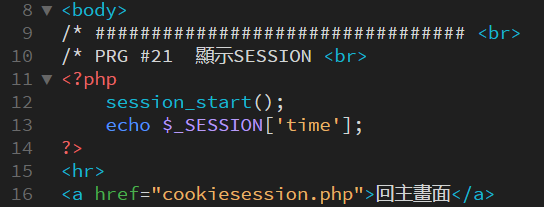 8 ▼ <body>
9 /* ################################# <br>
10 /* PRG #21  顯示SESSION <br>
11 ▼ <?php
12     session_start();
13     echo $_SESSION['time'];
14 ?>
15 <hr>
16 <a href="cookiesession.php">回主畫面</a>